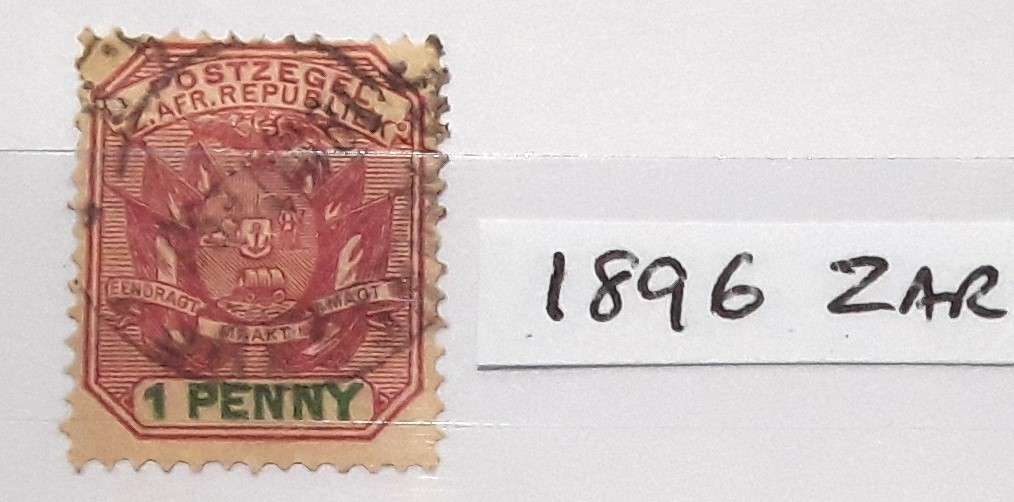 POSTZEGEL
Z. AFR. REPUBLIEK.
EENDRAGT
MAAKT
MAGT
1 PENNY
1896 ZAR